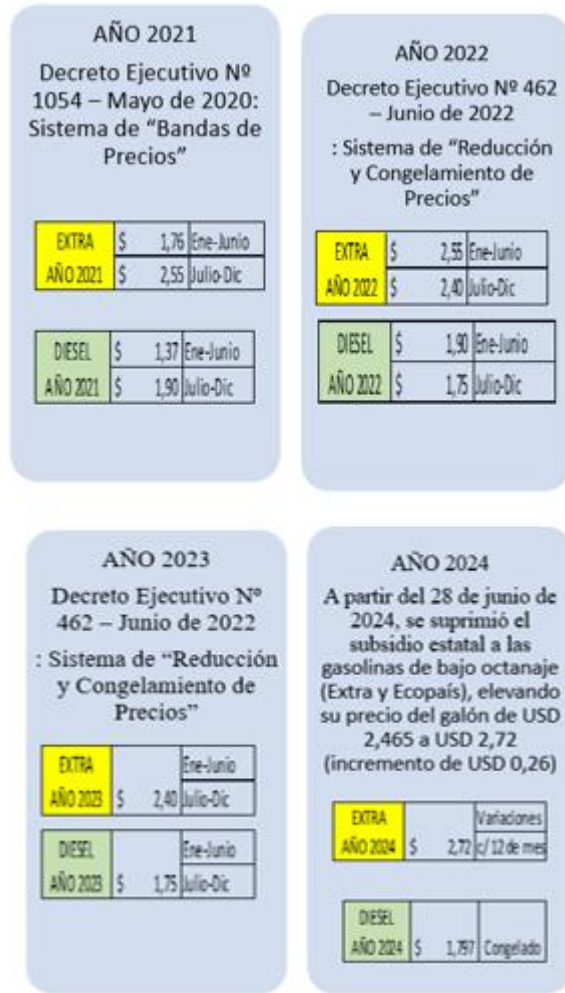 AÑO 2021
Decreto Ejecutivo Nº
1054 – Mayo de 2020:
Sistema de “Bandas de
Precios”
EXTRA $ 1,76 Ene-Junio
AÑO 2021 $ 2,55 Julio-Dic
DIESEL $ 1,37 Ene-Junio
AÑO 2021 $ 1,90 Julio-Dic
AÑO 2022
Decreto Ejecutivo Nº 462
– Junio de 2022
: Sistema de “Reducción
y Congelamiento de
Precios”
EXTRA $ 2,55 Ene-Junio
AÑO 2022 $ 2,40 Julio-Dic
DIESEL $ 1,90 Ene-Junio
AÑO 2022 $ 1,75 Julio-Dic
AÑO 2023
Decreto Ejecutivo Nº
462 – Junio de 2022
: Sistema de “Reducción
y Congelamiento de
Precios”
EXTRA Ene-Junio
AÑO 2023 $ 2,40 Julio-Dic
DIESEL Ene-Junio
AÑO 2023 $ 1,75 Julio-Dic
AÑO 2024
A partir del 28 de junio de
2024, se suprimió el
subsidio estatal a las
gasolinas de bajo octanaje
(Extra y Ecopaís), elevando
su precio del galón de USD
2,465 a USD 2,72
(incremento de USD 0,26)
EXTRA Variaciones
AÑO 2024 $ 2,72 c/ 12 de mes
DIESEL
AÑO 2024 $ 1,797 Congelado